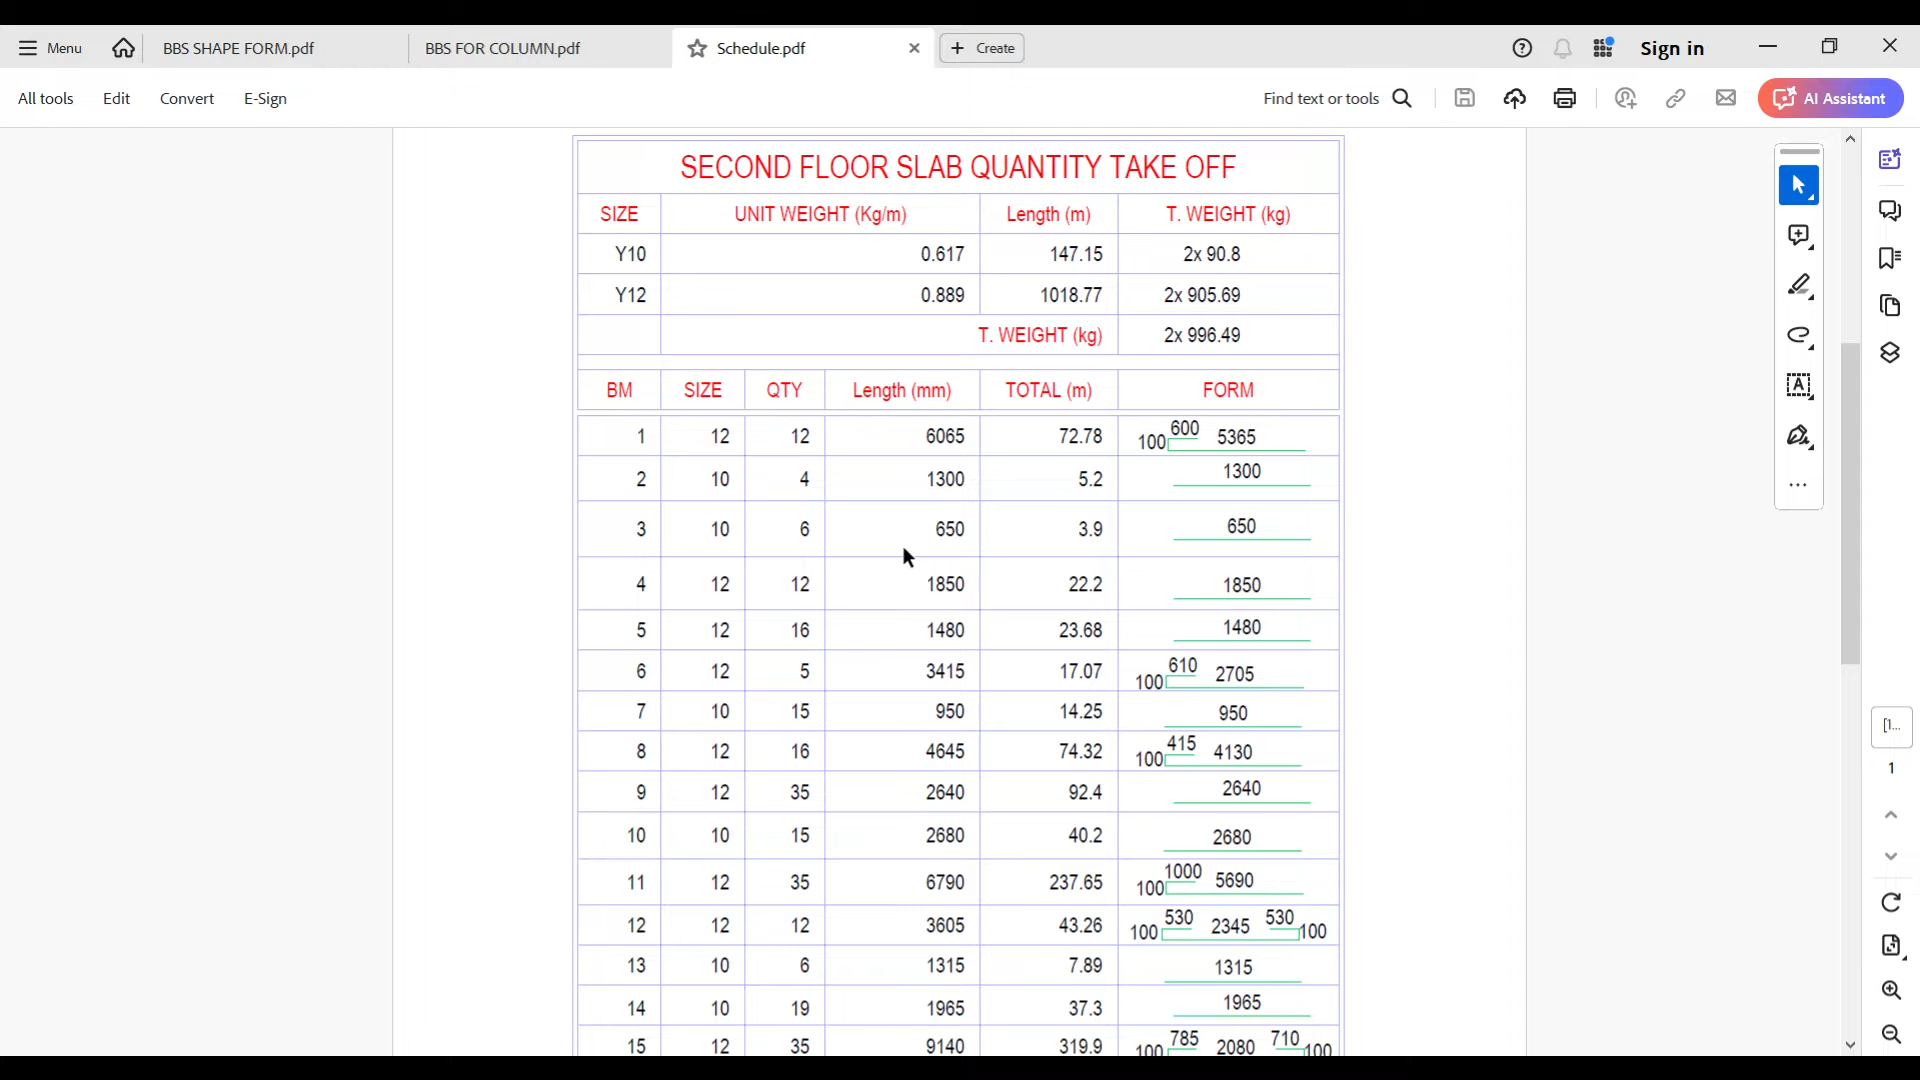 Menu BBS SHAPE FORM.pdf BBS FOR COLUMN.pdf Schedule.pdf Create Sign in
All tools Edit Convert E-Sign Find text or tools AI Assistant
SECOND FLOOR SLAB QUANTITY TAKE OFF
SIZE UNIT WEIGHT (Kg/m) Length (m) T. WEIGHT (kg)
Y10 0.617 147.15 2x 90.8
Y12 0.889 1018.77 2x 905.69
T. WEIGHT (kg) 2x 996.49
BM SIZE QTY Length (mm) TOTAL (m) FORM
1 12 12 6065 72.78 100 600 5365
2 10 4 1300 5.2 1300
3 10 6 650 3.9 650
4 12 12 1850 22.2 1850
5 12 16 1480 23.68 1480
6 12 5 3415 17.07 100 610 2705
7 10 15 950 14.25 950
8 12 16 4645 74.32 100 415 4130
9 12 35 2640 92.4 2640
10 10 15 2680 40.2 2680
11 12 35 6790 237.65 100 1000 5690
12 12 12 3605 43.26 100 530 2345 530 100
13 10 6 1315 7.89 1315
14 10 19 1965 37.3 1965
15 12 35 9140 319.9 100 785 2080 710 100
[1...
1